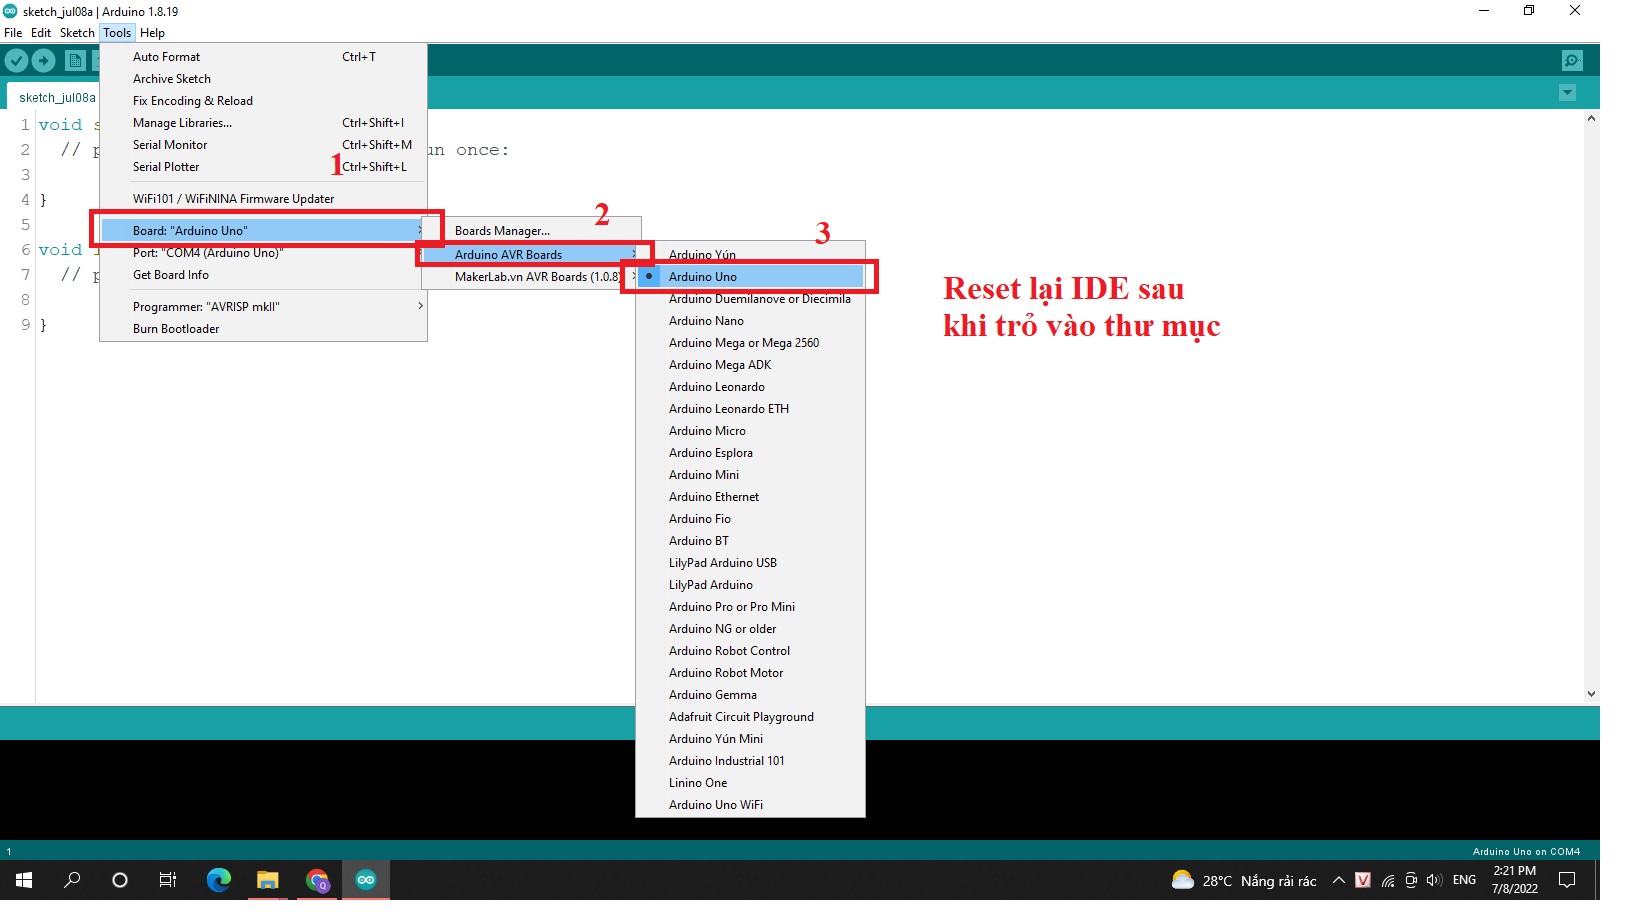 sketch_jul08a | Arduino 1.8.19
File Edit Sketch Tools Help
sketch_jul08a
Auto Format Ctrl+T
Archive Sketch
Fix Encoding & Reload
Manage Libraries... Ctrl+Shift+I
Serial Monitor Ctrl+Shift+M
Serial Plotter Ctrl+Shift+L
WiFi101 / WiFiNINA Firmware Updater
Board: "Arduino Uno"
Port: "COM4 (Arduino Uno)"
Get Board Info
Programmer: "AVRISP mkII"
Burn Bootloader
1 void s
2 // p un once:
3
4 }
5
6 void l
7 // p
8
9 }
1
2
3
Boards Manager...
Arduino AVR Boards
MakerLab.vn AVR Boards (1.0.8)
Arduino Yún
Arduino Uno
Arduino Duemilanove or Diecimila
Arduino Nano
Arduino Mega or Mega 2560
Arduino Mega ADK
Arduino Leonardo
Arduino Leonardo ETH
Arduino Micro
Arduino Esplora
Arduino Mini
Arduino Ethernet
Arduino Fio
Arduino BT
LilyPad Arduino USB
LilyPad Arduino
Arduino Pro or Pro Mini
Arduino NG or older
Arduino Robot Control
Arduino Robot Motor
Arduino Gemma
Adafruit Circuit Playground
Arduino Yún Mini
Arduino Industrial 101
Linino One
Arduino Uno WiFi
Reset lại IDE sau
khi trỏ vào thư mục
1 Arduino Uno on COM4
28°C Nắng rải rác V ENG 2:21 PM
7/8/2022